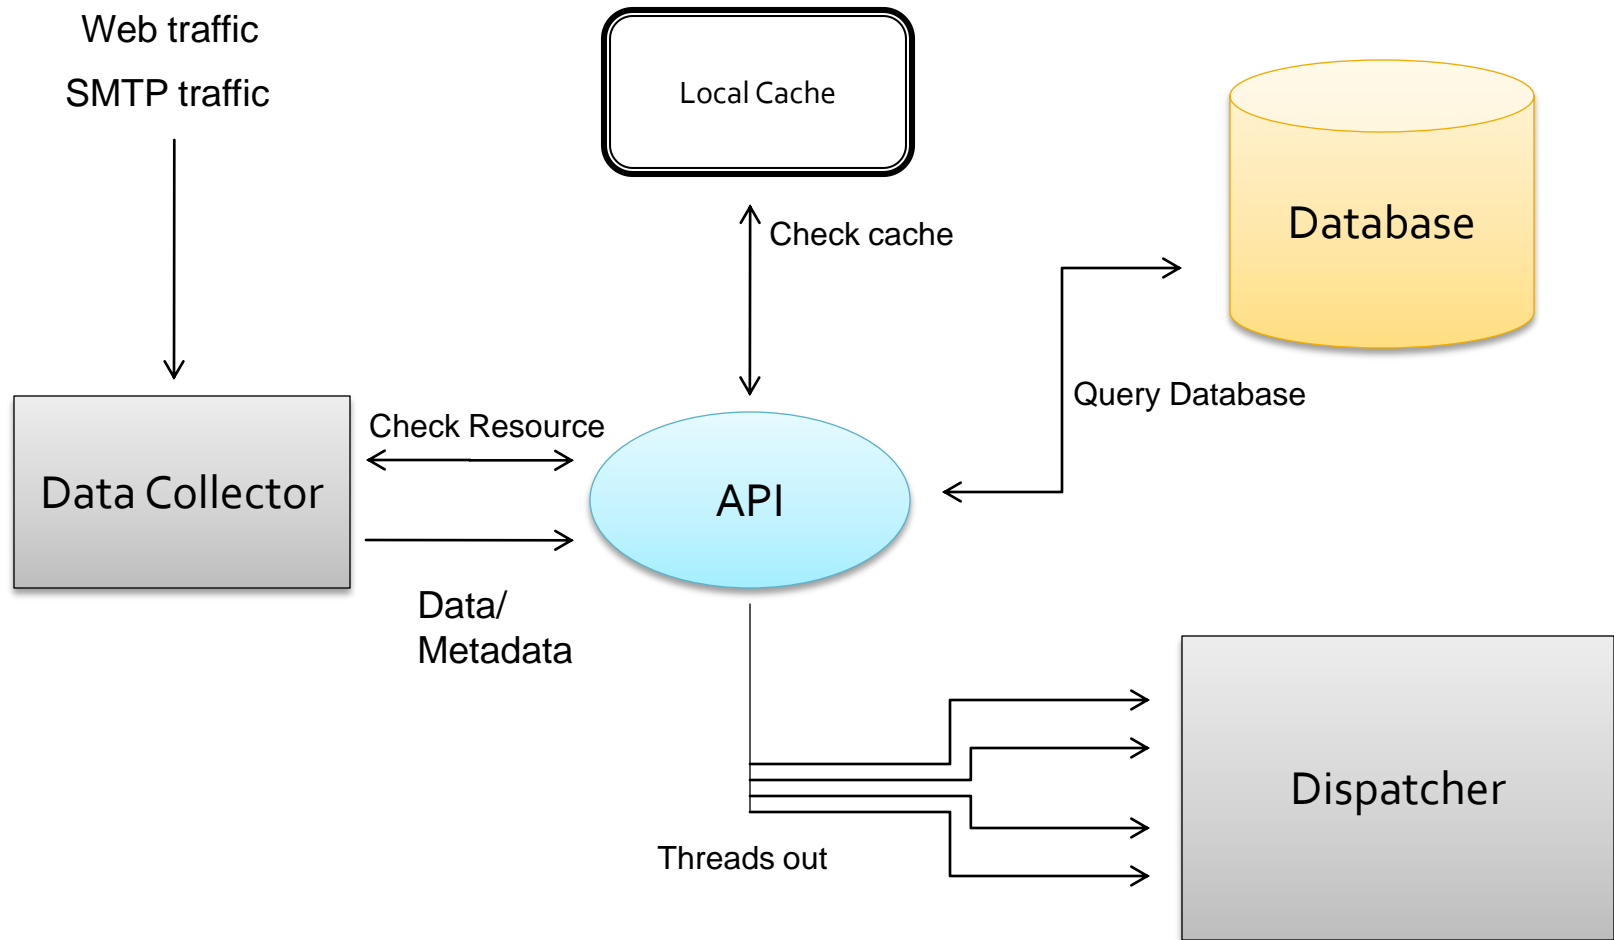 Web traffic
SMTP traffic
Local Cache
Check cache
Database
Query Database
Check Resource
Data Collector
API
Data/
Metadata
Dispatcher
Threads out